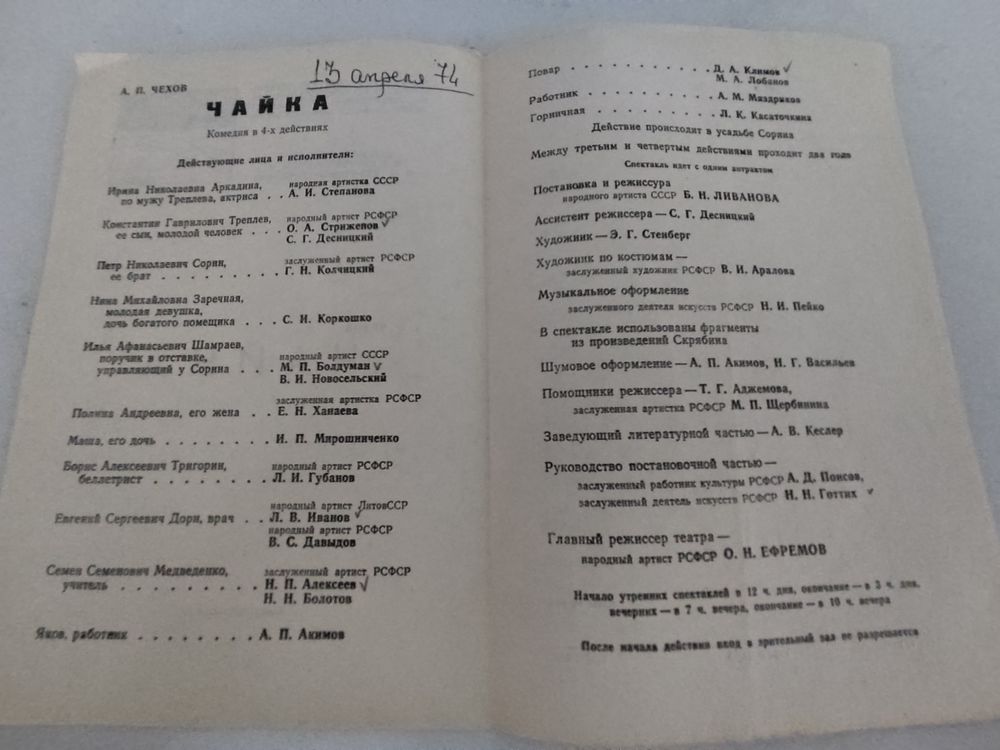 13 апреля 74
А. П. ЧЕХОВ
ЧАЙКА
Комедия в 4-х действиях
Действующие лица и исполнители:
Ирина Николаевна Аркадина, народная артистка СССР
по мужу Треплева, актриса . . А. И. Степанова
Константин Гаврилович Треплев, народный артист РСФСР
ее сын, молодой человек . . . О. А. Стриженов
С. Г. Десницкий
Петр Николаевич Сорин, заслуженный артист РСФСР
ее брат . . . . . . . . . Г. Н. Колчицкий
Нина Михайловна Заречная,
молодая девушка,
дочь богатого помещика . . . С. И. Коркошко
Илья Афанасьевич Шамраев,
поручик в отставке, народный артист СССР
управляющий у Сорина . . . М. П. Болдуман
В. И. Новосельский
заслуженная артистка РСФСР
Полина Андреевна, его жена . . Е. Н. Ханаева
Маша, его дочь . . . . . . . . И. П. Мирошниченко
Борис Алексеевич Тригорин, народный артист РСФСР
беллетрист . . . . . . . . Л. И. Губанов
народный артист ЛитовССР
Евгений Сергеевич Дорн, врач . . Л. В. Иванов
народный артист РСФСР
В. С. Давыдов
Семен Семенович Медведенко, заслуженный артист РСФСР
учитель . . . . . . . . . Н. П. Алексеев
Н. Н. Болотов
Яков, работник . . . . . . . . А. П. Акимов
Повар . . . . . . . . . . Д. А. Климов
М. А. Лобанов
Работник . . . . . . . . . А. М. Мяздриков
Горничная . . . . . . . . Л. К. Касаточкина
Действие происходит в усадьбе Сорина
Между третьим и четвертым действиями проходит два года
Спектакль идет с одним антрактом
Постановка и режиссура
народного артиста СССР Б. Н. ЛИВАНОВА
Ассистент режиссера — С. Г. Десницкий
Художник — Э. Г. Стенберг
Художник по костюмам —
заслуженный художник РСФСР В. И. Аралова
Музыкальное оформление
заслуженного деятеля искусств РСФСР Н. И. Пейко
В спектакле использованы фрагменты
из произведений Скрябина
Шумовое оформление — А. П. Акимов, Н. Г. Васильев
Помощники режиссера — Т. Г. Аджемова,
заслуженная артистка РСФСР М. П. Щербинина
Заведующий литературной частью — А. В. Кеслер
Руководство постановочной частью —
заслуженный работник культуры РСФСР А. Д. Понсов,
заслуженный деятель искусств РСФСР Н. Н. Готтих
Главный режиссер театра —
народный артист РСФСР О. Н. ЕФРЕМОВ
Начало утренних спектаклей в 12 ч. дня, окончание — в 3 ч. дня,
вечерних — в 7 ч. вечера, окончание — в 10 ч. вечера
После начала действия вход в зрительный зал не разрешается